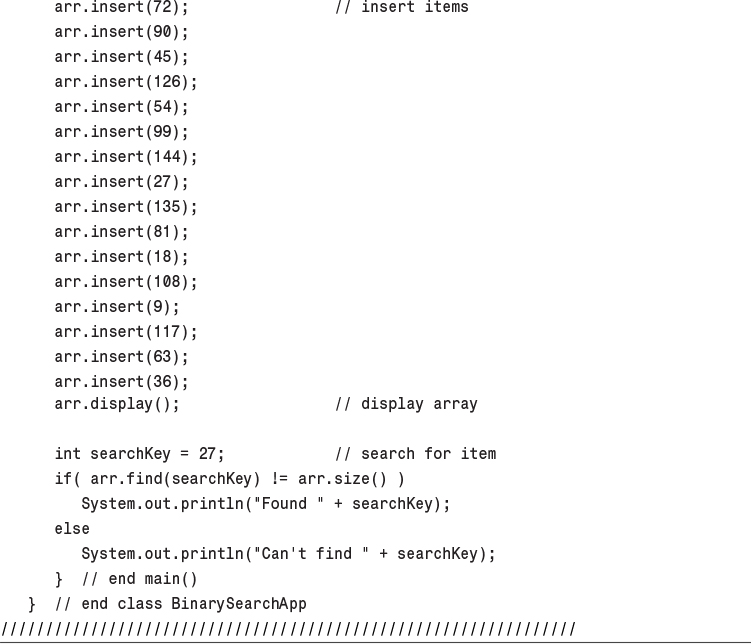 arr.insert(72);                // insert items
arr.insert(90);
arr.insert(45);
arr.insert(126);
arr.insert(54);
arr.insert(99);
arr.insert(144);
arr.insert(27);
arr.insert(135);
arr.insert(81);
arr.insert(18);
arr.insert(108);
arr.insert(9);
arr.insert(117);
arr.insert(63);
arr.insert(36);
arr.display();                 // display array
int searchKey = 27;            // search for item
if( arr.find(searchKey) != arr.size() )
System.out.println("Found " + searchKey);
else
System.out.println("Can't find " + searchKey);
}  // end main()
}  // end class BinarySearchApp
////////////////////////////////////////////////////////////////